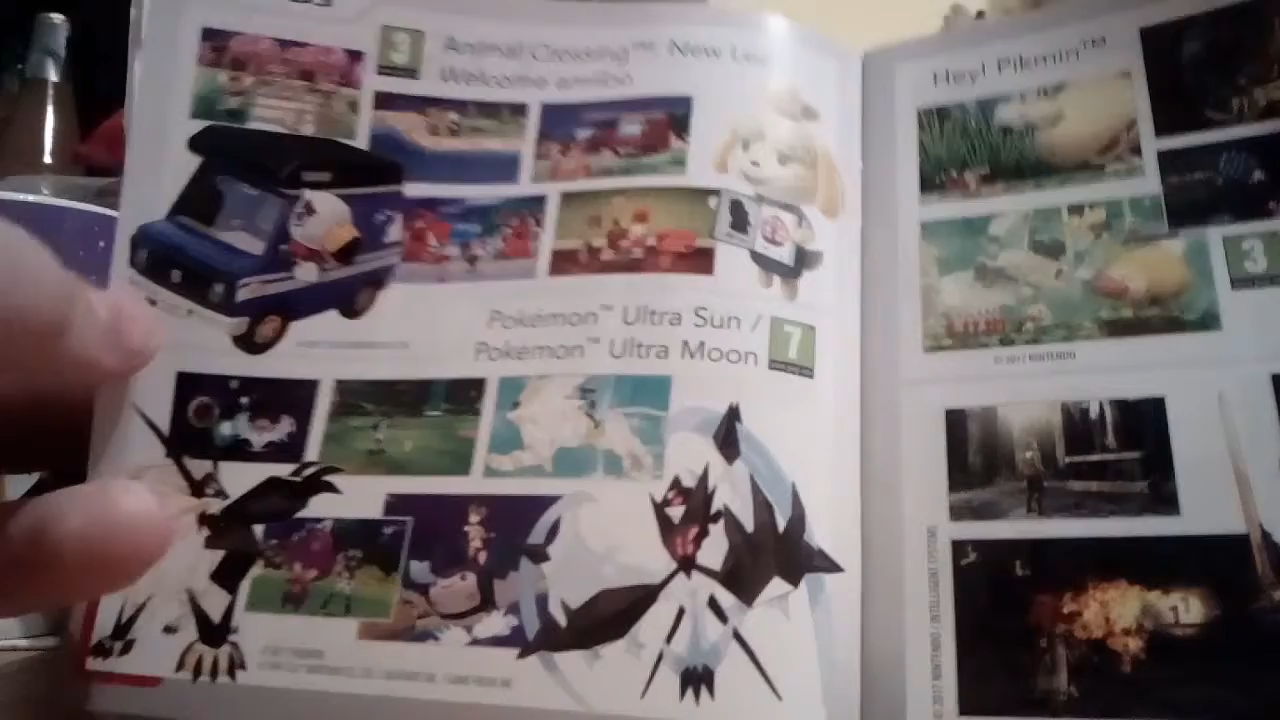 3
Animal Crossing™: New Lea
Welcome amiibo
Pokémon™ Ultra Sun /
Pokémon™ Ultra Moon
7
Hey! Pikmin™
3
© 2017 NINTENDO
© 2017 NINTENDO / INTELLIGENT SYSTEMS